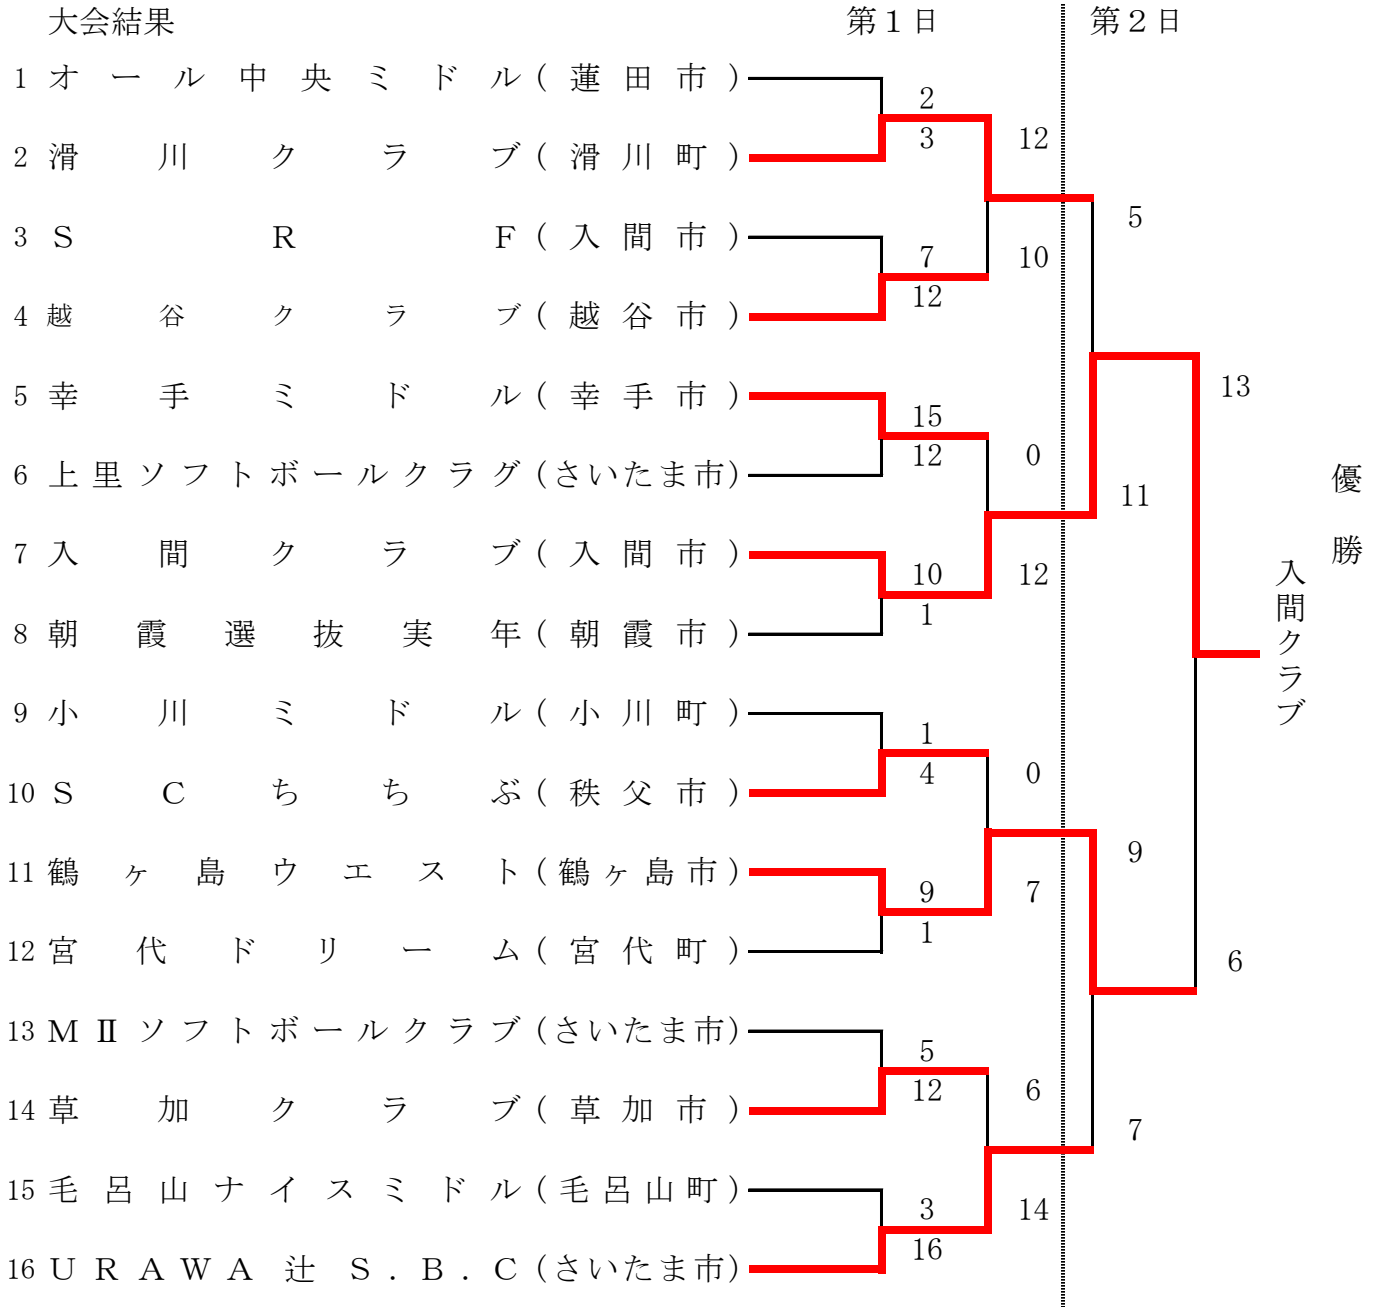 大会結果 第1日 第2日
1 オール中央ミドル(蓮田市)
2
3 12
2 滑川クラブ(滑川町)
5
3 SRF(入間市)
7 10
12
4 越谷クラブ(越谷市)
13
5 幸手ミドル(幸手市)
15
12 0
6 上里ソフトボールクラグ(さいたま市)
11
優勝
7 入間クラブ(入間市)
10 12
1
入間クラブ
8 朝霞選抜実年(朝霞市)
9 小川ミドル(小川町)
1
4 0
10 SCちちぶ(秩父市)
9
11 鶴ヶ島ウエスト(鶴ヶ島市)
9 7
1
12 宮代ドリーム(宮代町)
6
13 MⅡソフトボールクラブ(さいたま市)
5
12 6
14 草加クラブ(草加市)
7
15 毛呂山ナイスミドル(毛呂山町)
3 14
16
16 URAWA辻S.B.C(さいたま市)